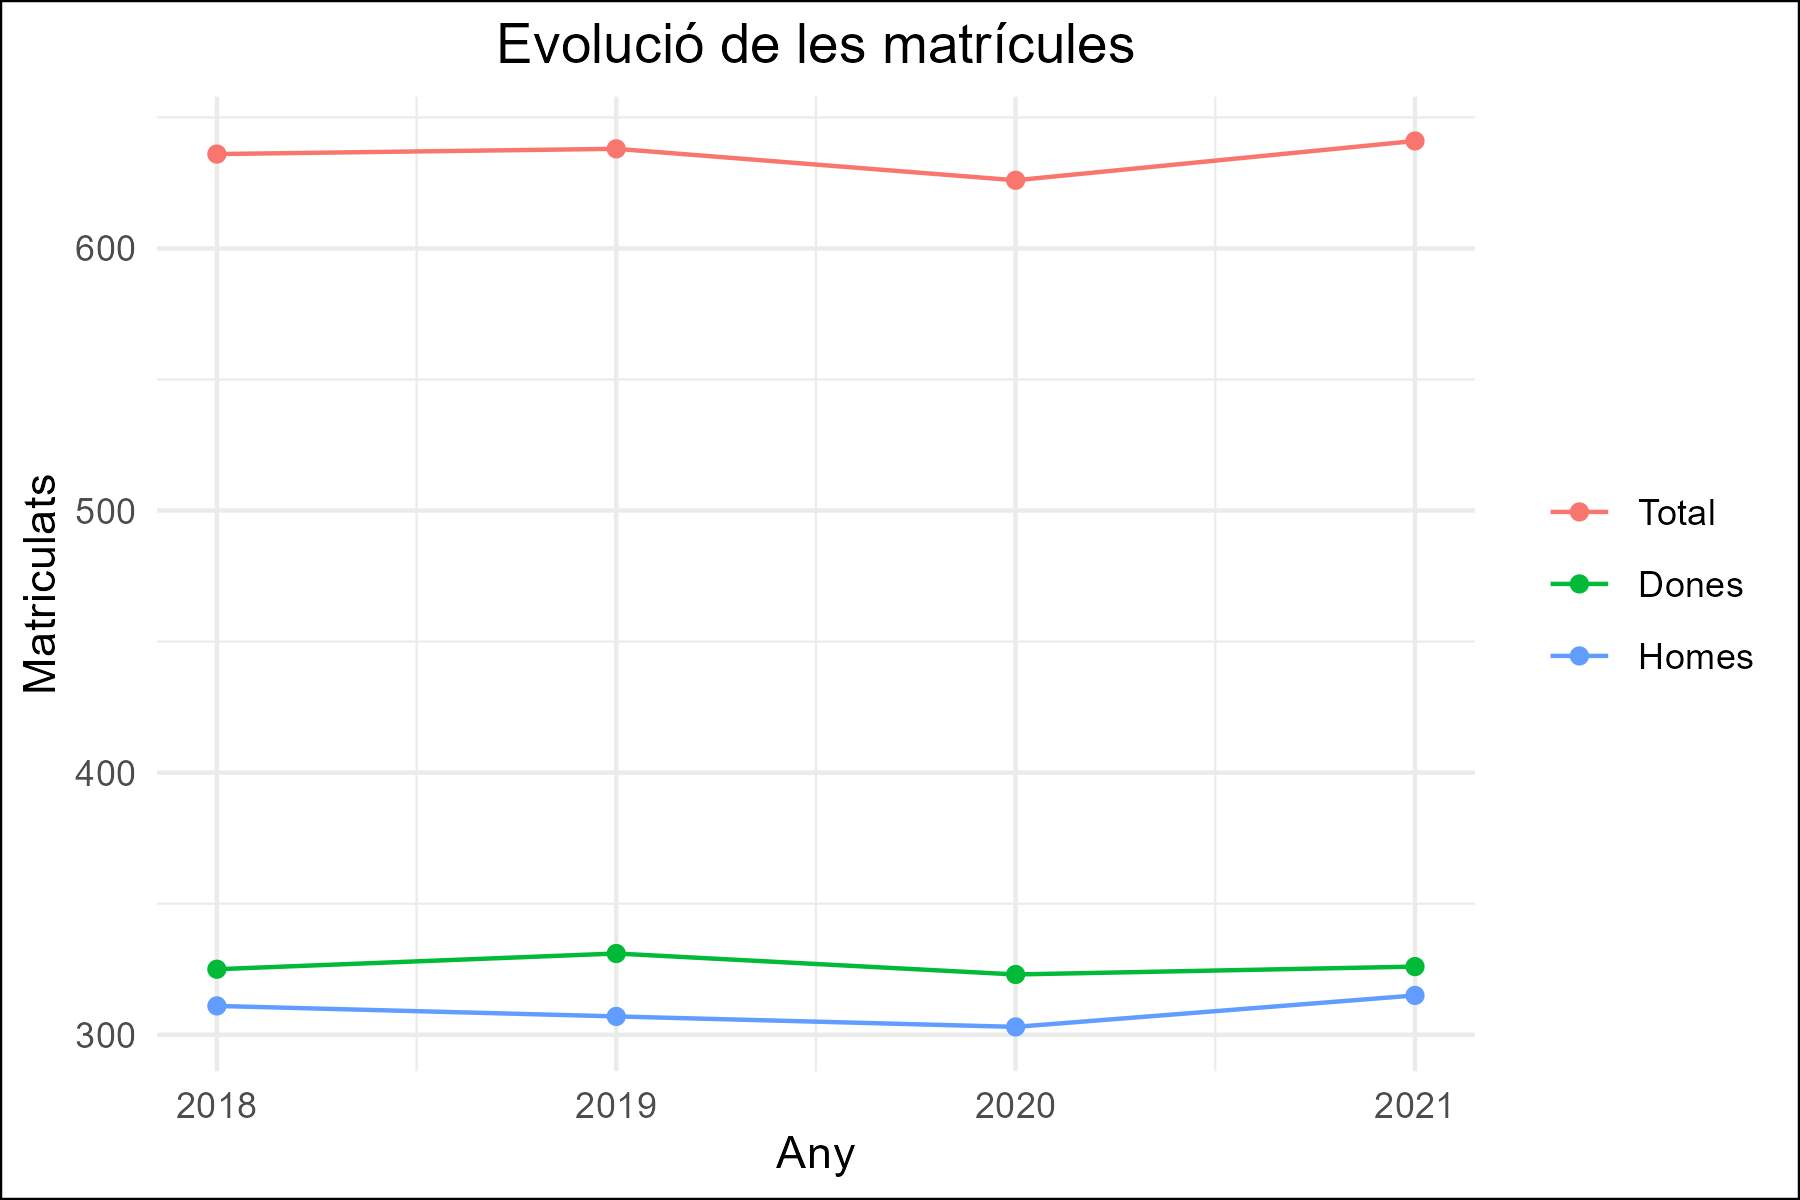 Evolució de les matrícules
Matriculats
600
500
400
300
2018
2019
2020
2021
Any
Total
Dones
Homes